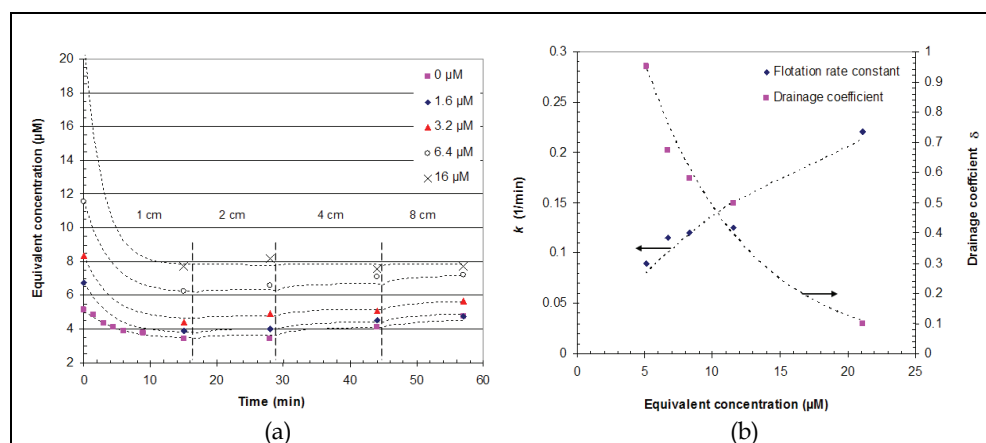 20
18
16
14
12
10
8
6
4
2
Equivalent concentration (µM)
0 µM
1.6 µM
3.2 µM
6.4 µM
16 µM
1 cm
2 cm
4 cm
8 cm
0
10
20
30
40
50
60
Time (min)
(a)
0.3
0.25
0.2
0.15
0.1
0.05
0
k (1/min)
Flotation rate constant
Drainage coefficient
1
0.9
0.8
0.7
0.6
0.5
0.4
0.3
0.2
0.1
0
Drainage coefficient δ
0
5
10
15
20
25
Equivalent concentration (µM)
(b)